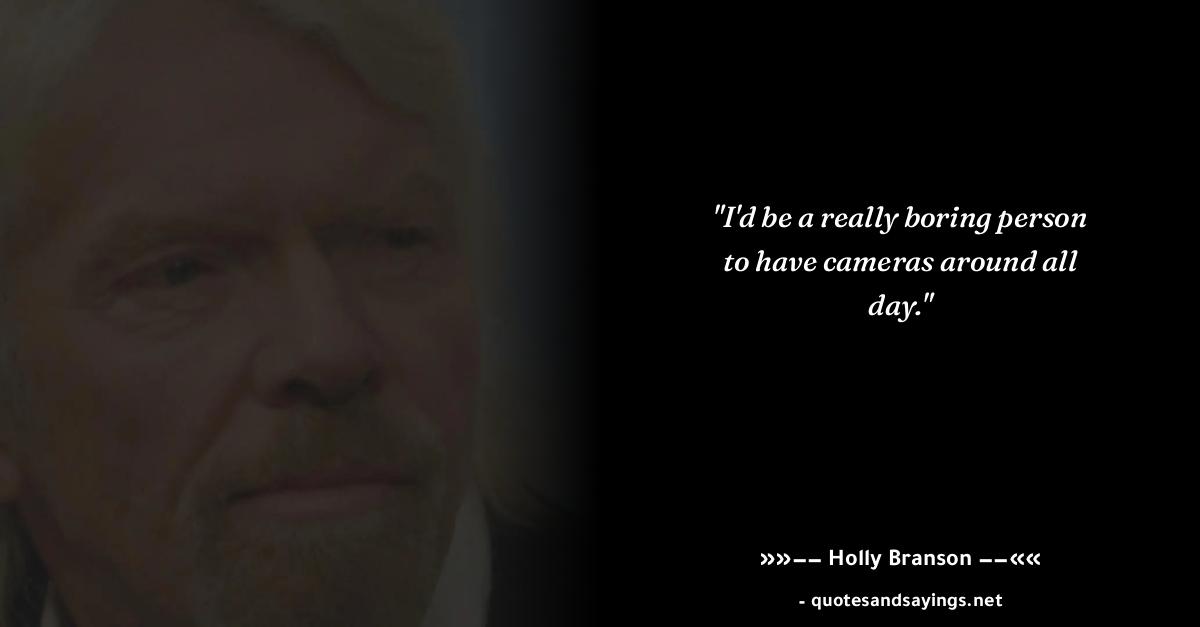 "I'd be a really boring person
to have cameras around all
day."
»»−− Holly Branson −−««
- quotesandsayings.net